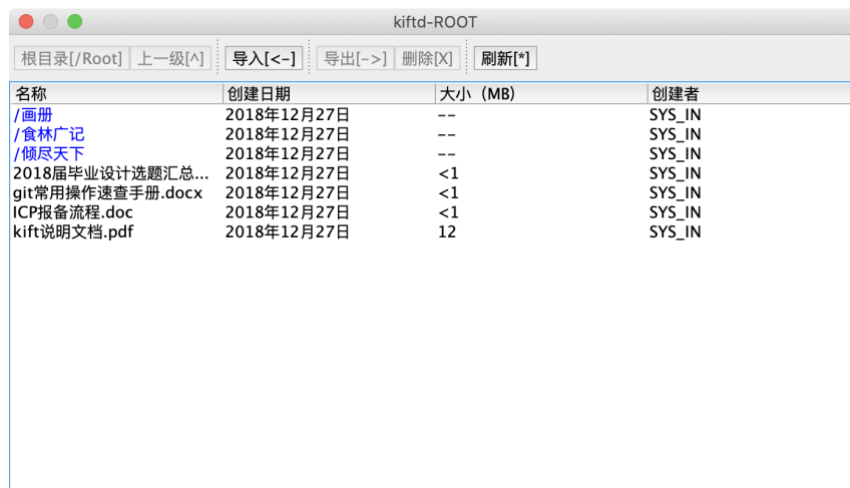 kiftd-ROOT
根目录[/Root] 上一级[^] 导入[<-] 导出[->] 删除[X] 刷新[*]
名称 创建日期 大小（MB） 创建者
/画册 2018年12月27日 -- SYS_IN
/食林广记 2018年12月27日 -- SYS_IN
/倾尽天下 2018年12月27日 -- SYS_IN
2018届毕业设计选题汇总... 2018年12月27日 <1 SYS_IN
git常用操作速查手册.docx 2018年12月27日 <1 SYS_IN
ICP报备流程.doc 2018年12月27日 <1 SYS_IN
kift说明文档.pdf 2018年12月27日 12 SYS_IN